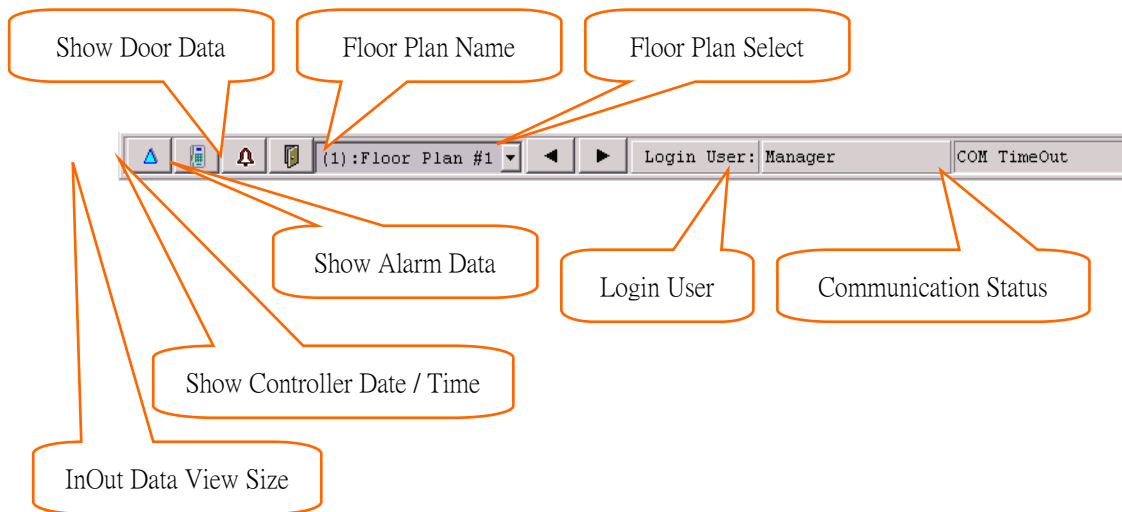 Show Door Data
Floor Plan Name
Floor Plan Select
(1):Floor Plan #1
Login User:
Manager
COM TimeOut
Show Alarm Data
Login User
Communication Status
Show Controller Date / Time
InOut Data View Size